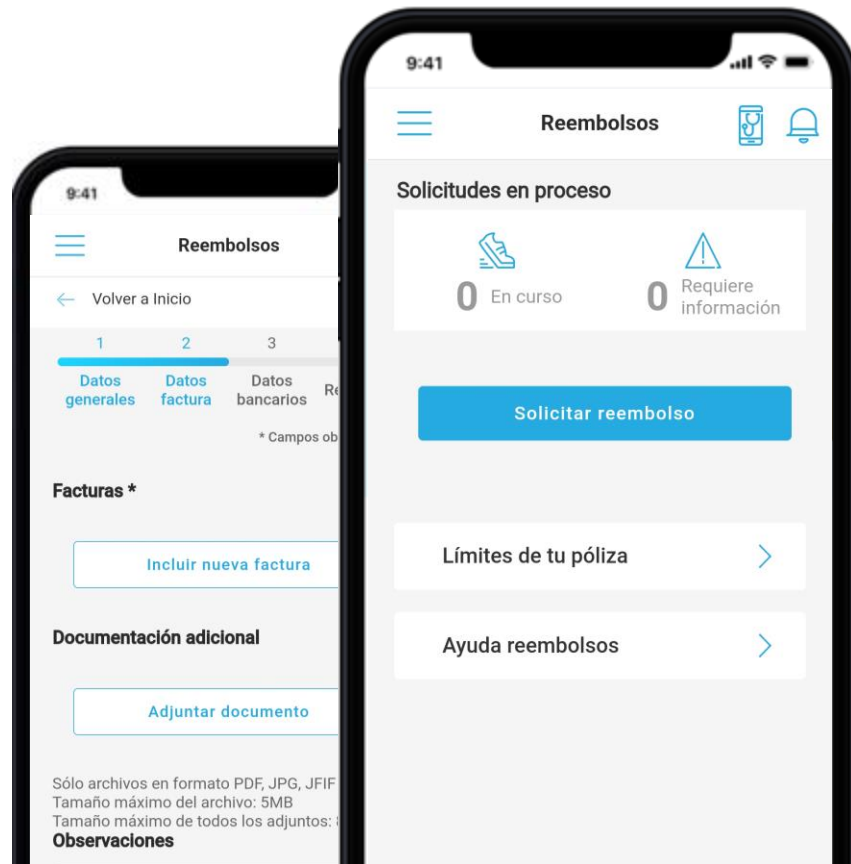 9:41
Reembolsos
Volver a Inicio
1 2 3
Datos generales
Datos factura
Datos bancarios
* Campos
Facturas *
Incluir nueva factura
Documentación adicional
Adjuntar documento
Sólo archivos en formato PDF, JPG, JFIF
Tamaño máximo del archivo: 5MB
Tamaño máximo de todos los adjuntos:
Observaciones
9:41
Reembolsos
Solicitudes en proceso
0 En curso
0 Requiere información
Solicitar reembolso
Límites de tu póliza
Ayuda reembolsos